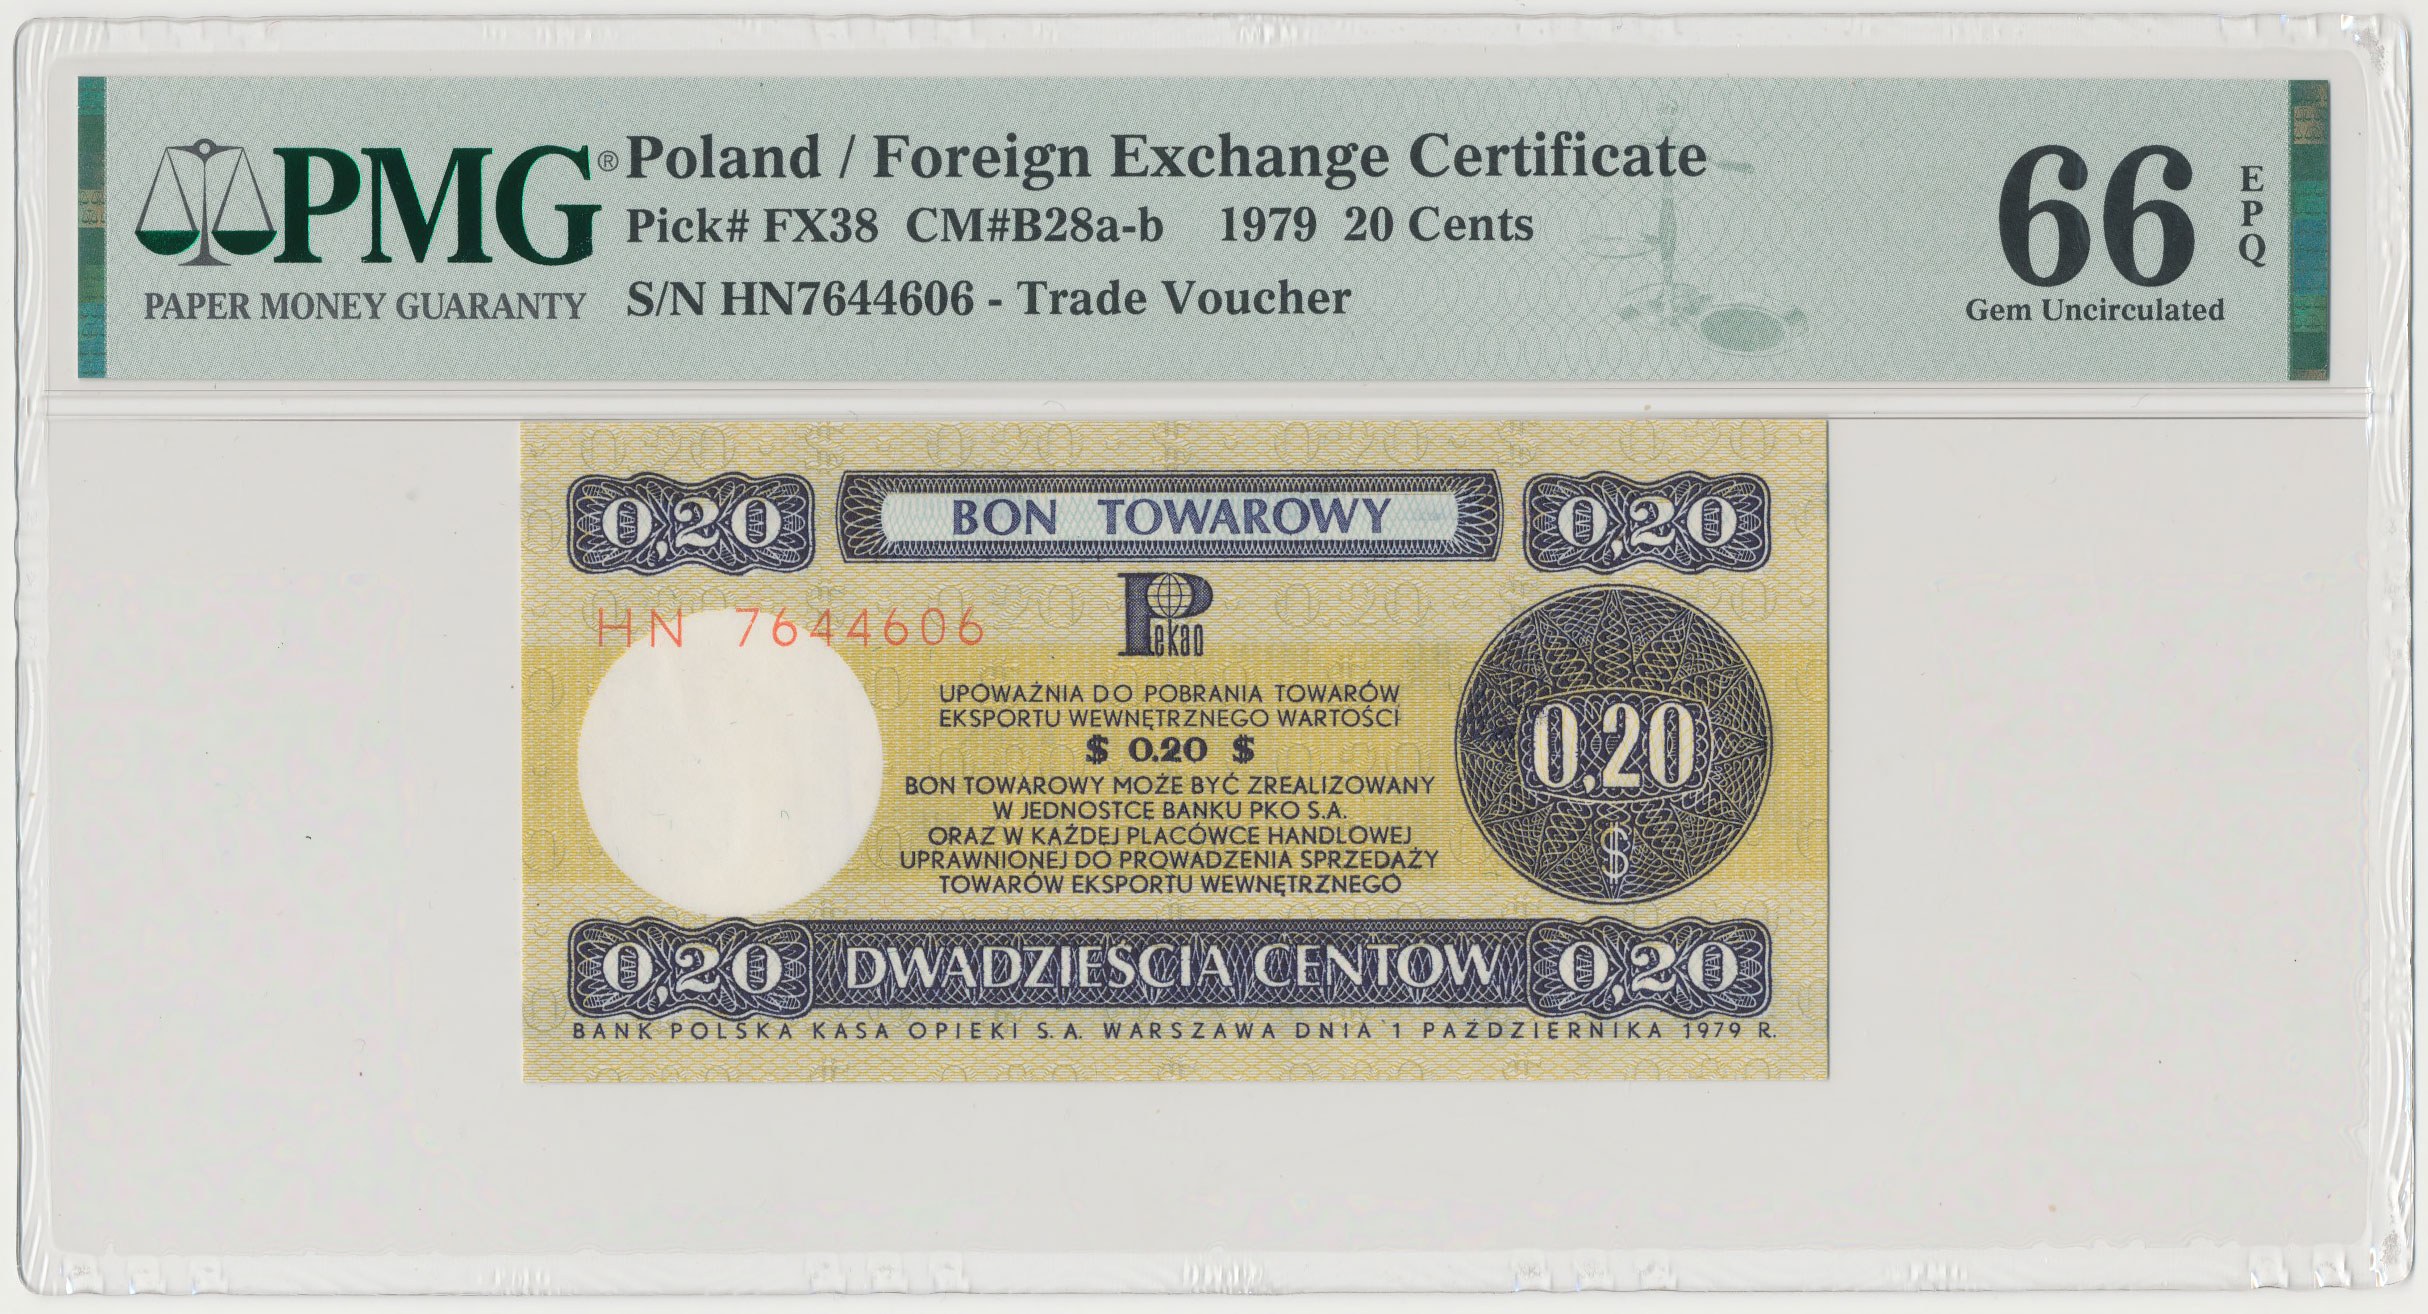 PMG® Poland / Foreign Exchange Certificate
Pick# FX38 CM#B28a-b 1979 20 Cents
S/N HN7644606 - Trade Voucher
PAPER MONEY GUARANTY
66 EPQ
Gem Uncirculated
0,20 BON TOWAROWY 0,20
HN 7644606
Pekao
UPOWAŻNIA DO POBRANIA TOWARÓW
EKSPORTU WEWNĘTRZNEGO WARTOŚCI
$ 0.20 $
BON TOWAROWY MOŻE BYĆ ZREALIZOWANY
W JEDNOSTCE BANKU PKO S.A.
ORAZ W KAŻDEJ PLACÓWCE HANDLOWEJ
UPRAWNIONEJ DO PROWADZENIA SPRZEDAŻY
TOWARÓW EKSPORTU WEWNĘTRZNEGO
0,20
$
0,20 DWADZIEŚCIA CENTÓW 0,20
BANK POLSKA KASA OPIEKI S.A. WARSZAWA DNIA 1 PAŹDZIERNIKA 1979 R.